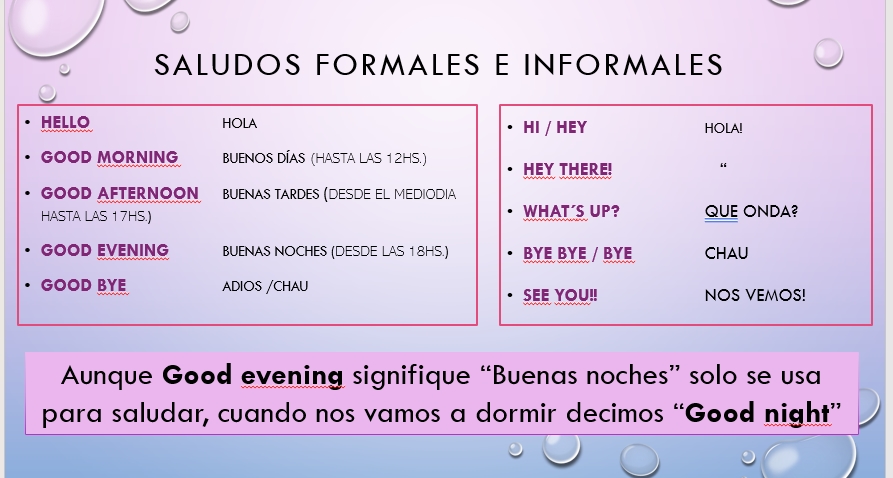 SALUDOS FORMALES E INFORMALES
• HELLO HOLA
• GOOD MORNING BUENOS DÍAS (HASTA LAS 12HS.)
• GOOD AFTERNOON BUENAS TARDES (DESDE EL MEDIODIA
HASTA LAS 17HS.)
• GOOD EVENING BUENAS NOCHES (DESDE LAS 18HS.)
• GOOD BYE ADIOS /CHAU
• HI / HEY HOLA!
• HEY THERE! “
• WHAT´S UP? QUE ONDA?
• BYE BYE / BYE CHAU
• SEE YOU!! NOS VEMOS!
Aunque Good evening signifique “Buenas noches” solo se usa
para saludar, cuando nos vamos a dormir decimos “Good night”